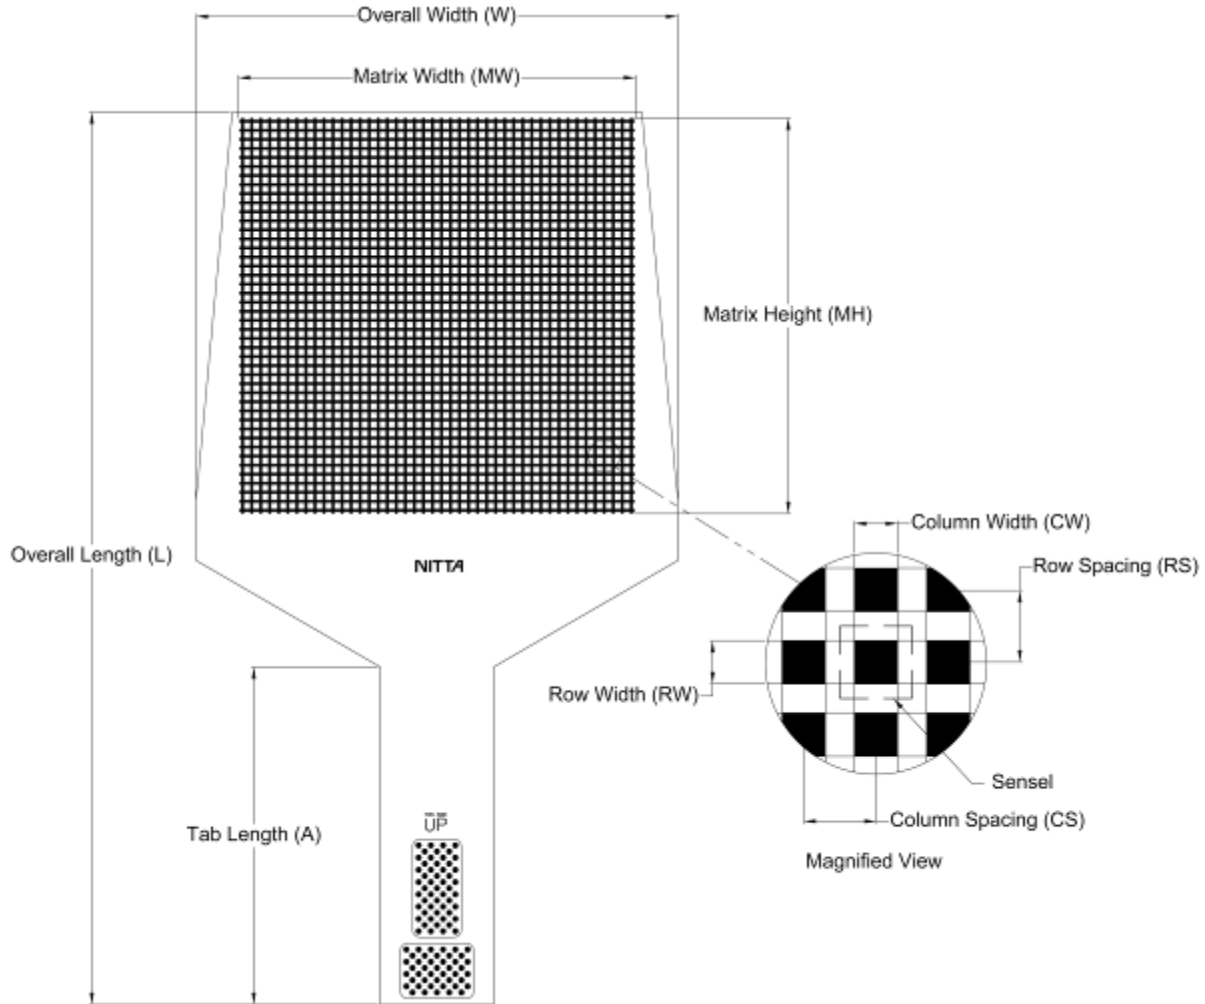 Overall Width (W)
Matrix Width (MW)
Matrix Height (MH)
Overall Length (L)
NITTA
Column Width (CW)
Row Spacing (RS)
Row Width (RW)
Sensel
Column Spacing (CS)
Magnified View
Tab Length (A)
UP